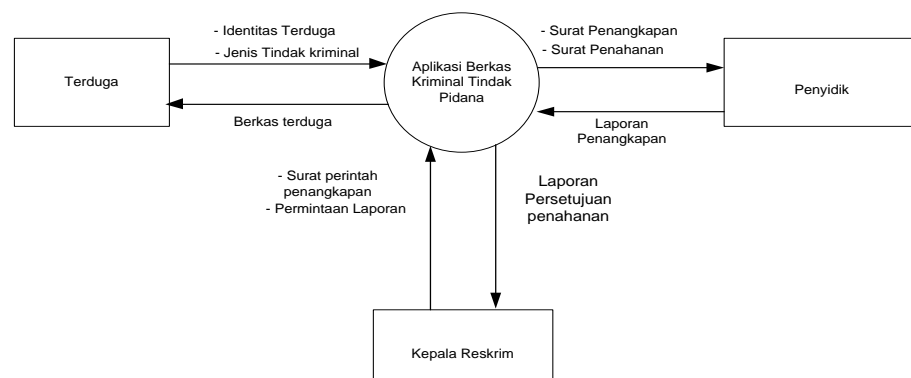 - Identitas Terduga
- Jenis Tindak kriminal
Terduga
Berkas terduga
Aplikasi Berkas
Kriminal Tindak
Pidana
- Surat Penangkapan
- Surat Penahanan
Penyidik
Laporan
Penangkapan
- Surat perintah
penangkapan
- Permintaan Laporan
Laporan
Persetujuan
penahanan
Kepala Reskrim